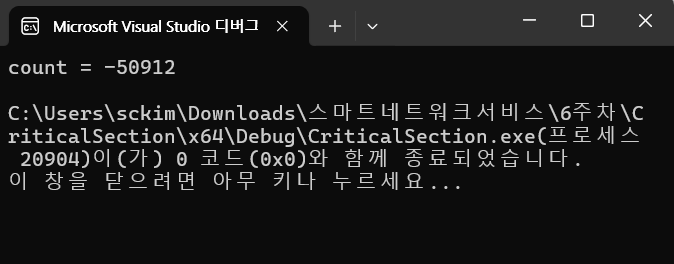 Microsoft Visual Studio 디버그
count = -50912
C:\Users\sckim\Downloads\스마트네트워크서비스\6주차\C
riticalSection\x64\Debug\CriticalSection.exe(프로세스
 20904)이(가) 0 코드(0x0)와 함께 종료되었습니다.
이 창을 닫으려면 아무 키나 누르세요...